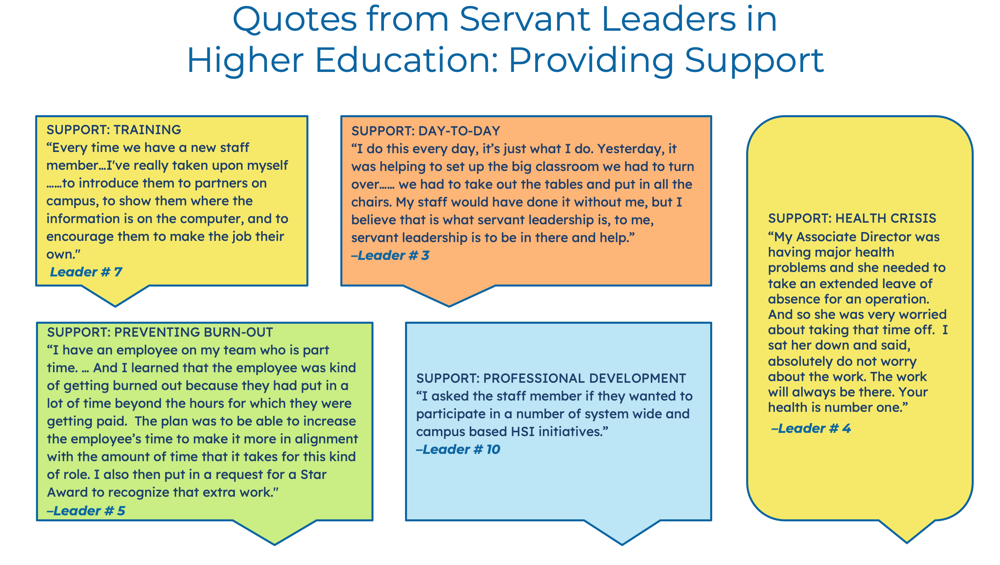 Quotes from Servant Leaders in
Higher Education: Providing Support
SUPPORT: TRAINING
“Every time we have a new staff
member…I've really taken upon myself
……to introduce them to partners on
campus, to show them where the
information is on the computer, and to
encourage them to make the job their
own."
Leader # 7
SUPPORT: DAY-TO-DAY
“I do this every day, it’s just what I do. Yesterday, it
was helping to set up the big classroom we had to turn
over…… we had to take out the tables and put in all the
chairs. My staff would have done it without me, but I
believe that is what servant leadership is, to me,
servant leadership is to be in there and help.”
–Leader # 3
SUPPORT: HEALTH CRISIS
“My Associate Director was
having major health
problems and she needed to
take an extended leave of
absence for an operation.
And so she was very worried
about taking that time off.  I
sat her down and said,
absolutely do not worry
about the work. The work
will always be there. Your
health is number one.”
–Leader # 4
SUPPORT: PREVENTING BURN-OUT
“I have an employee on my team who is part
time. … And I learned that the employee was kind
of getting burned out because they had put in a
lot of time beyond the hours for which they were
getting paid.  The plan was to be able to increase
the employee’s time to make it more in alignment
with the amount of time that it takes for this kind
of role. I also then put in a request for a Star
Award to recognize that extra work."
–Leader # 5
SUPPORT: PROFESSIONAL DEVELOPMENT
“I asked the staff member if they wanted to
participate in a number of system wide and
campus based HSI initiatives.”
–Leader # 10